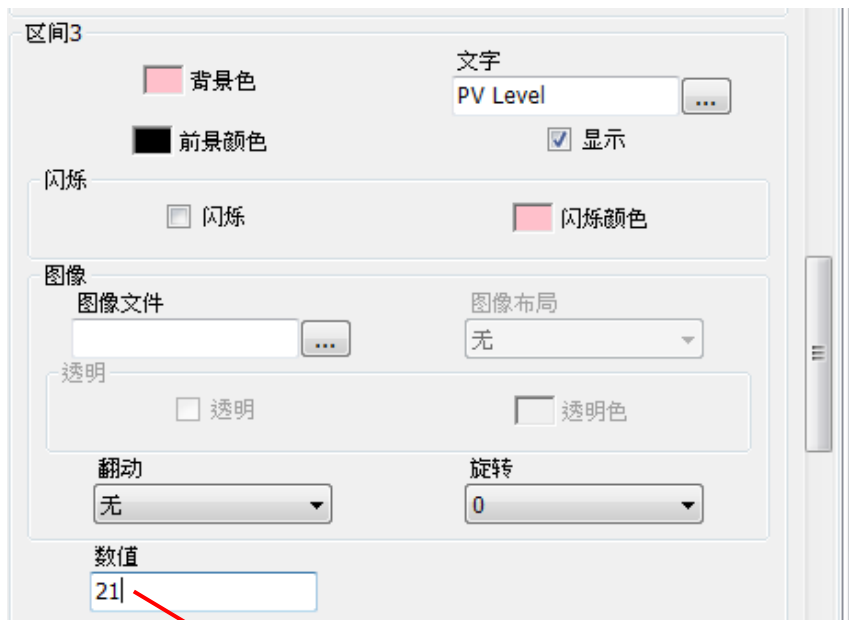 区间3
背景色
文字
PV Level
...
前景颜色
显示
闪烁
闪烁
闪烁颜色
图像
图像文件
图像布局
...
无
透明
透明
透明色
翻动
旋转
无
0
数值
21